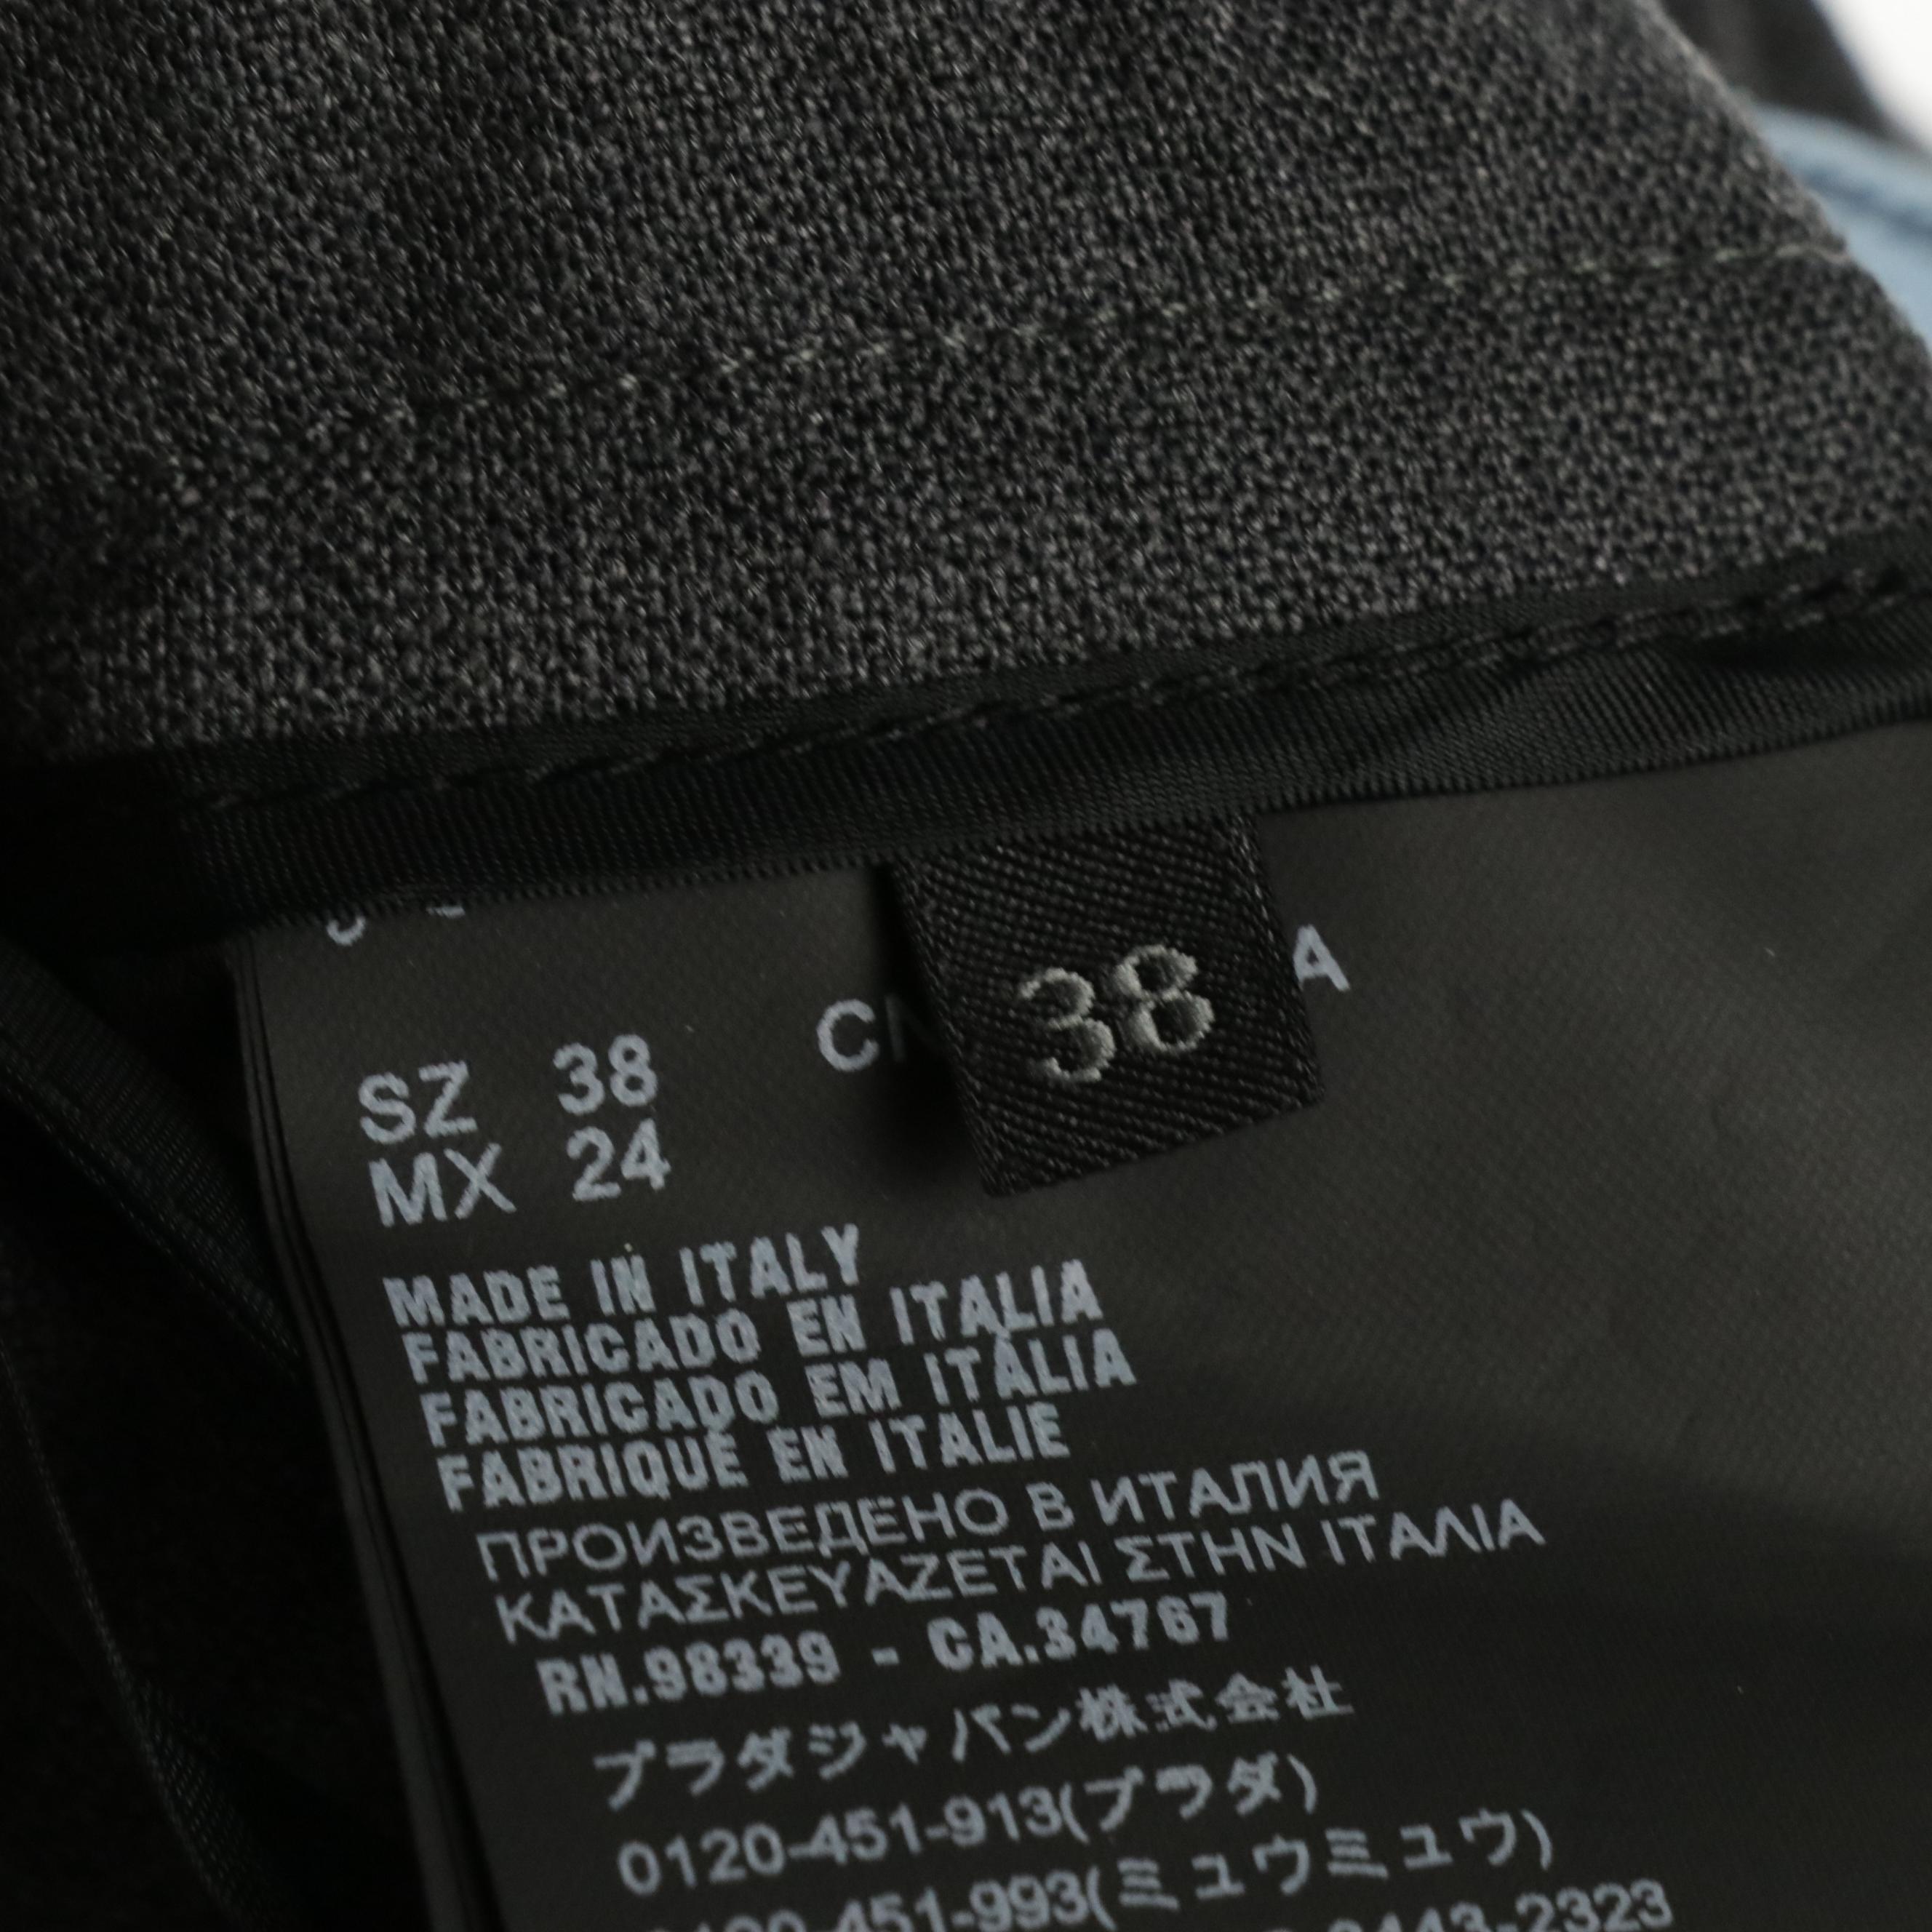 38
A
SZ 38
MX 24
MADE IN ITALY
FABRICADO EN ITALIA
FABRICADO EM ITÁLIA
FABRIQUÉ EN ITALIE
ПРОИЗВЕДЕНО В ИТАЛИЯ
ΚΑΤΑΣΚΕΥΑΖΕΤΑΙ ΣΤΗΝ ΙΤΑΛΙΑ
RN.98339 - CA.34767
プラダジャパン株式会社
0120-451-913(プラダ)
0120-451-993(ミュウミュウ)
0443-2323